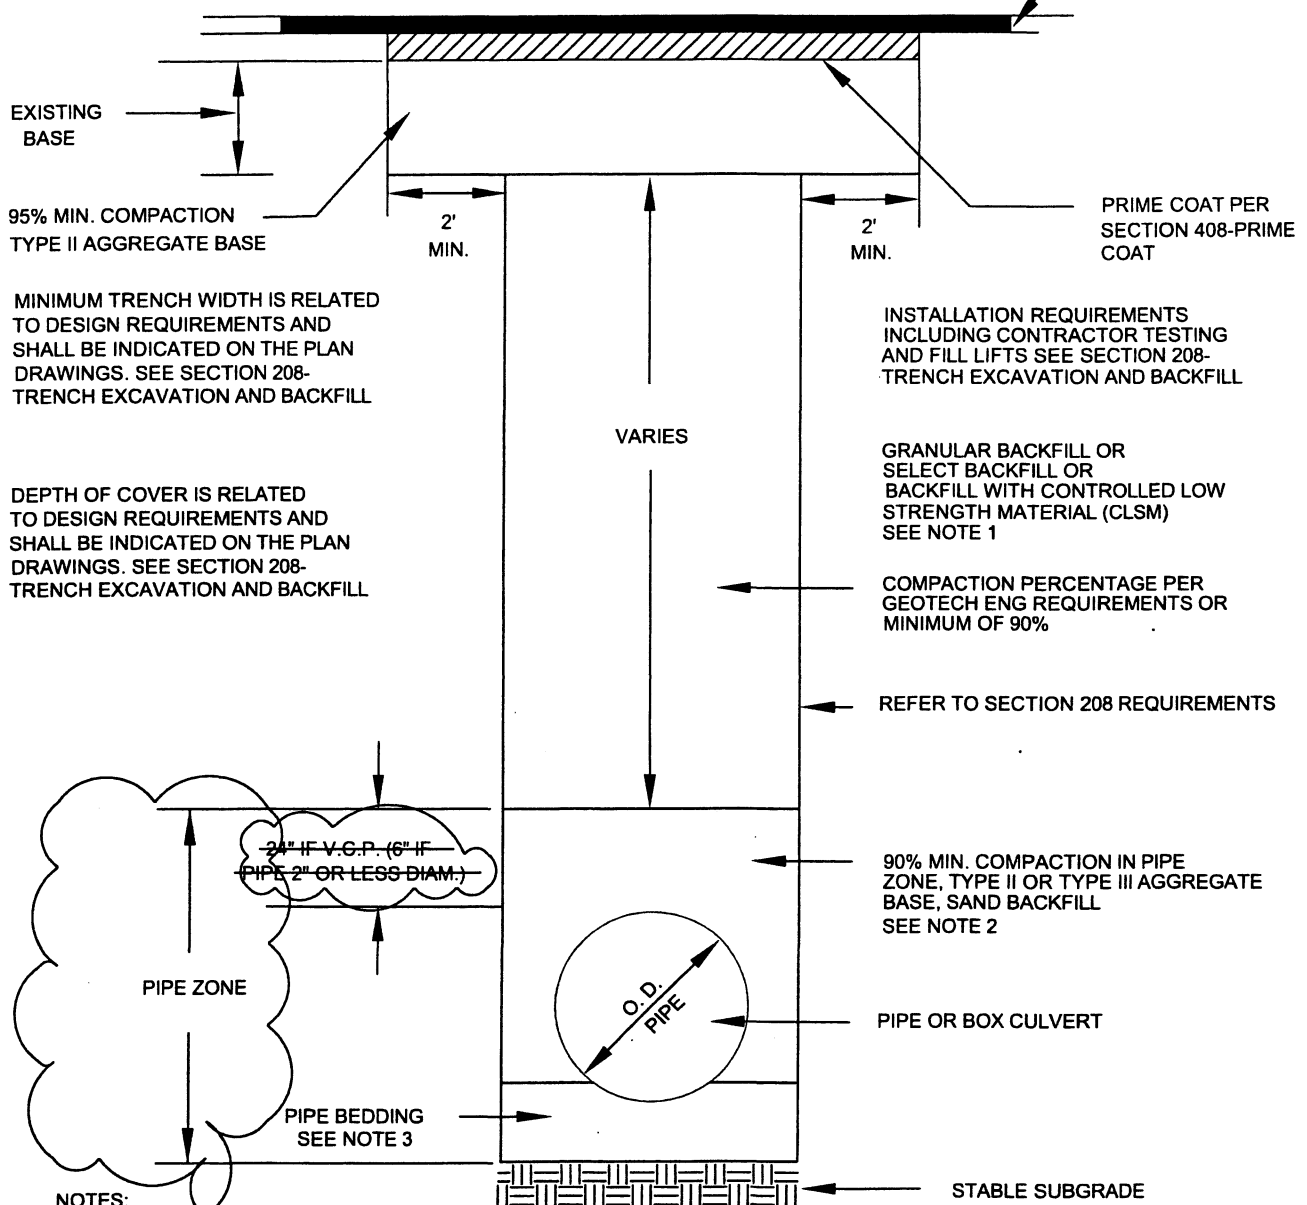 EXISTING
BASE
95% MIN. COMPACTION
TYPE II AGGREGATE BASE
2'
MIN.
2'
MIN.
PRIME COAT PER
SECTION 408-PRIME
COAT
MINIMUM TRENCH WIDTH IS RELATED
TO DESIGN REQUIREMENTS AND
SHALL BE INDICATED ON THE PLAN
DRAWINGS. SEE SECTION 208-
TRENCH EXCAVATION AND BACKFILL
INSTALLATION REQUIREMENTS
INCLUDING CONTRACTOR TESTING
AND FILL LIFTS SEE SECTION 208-
TRENCH EXCAVATION AND BACKFILL
VARIES
GRANULAR BACKFILL OR
SELECT BACKFILL OR
BACKFILL WITH CONTROLLED LOW
STRENGTH MATERIAL (CLSM)
SEE NOTE 1
DEPTH OF COVER IS RELATED
TO DESIGN REQUIREMENTS AND
SHALL BE INDICATED ON THE PLAN
DRAWINGS. SEE SECTION 208-
TRENCH EXCAVATION AND BACKFILL
COMPACTION PERCENTAGE PER
GEOTECH ENG REQUIREMENTS OR
MINIMUM OF 90%
REFER TO SECTION 208 REQUIREMENTS
24" IF V.C.P. (6" IF
PIPE 2" OR LESS DIAM.)
90% MIN. COMPACTION IN PIPE
ZONE, TYPE II OR TYPE III AGGREGATE
BASE, SAND BACKFILL
SEE NOTE 2
PIPE ZONE
O. D.
PIPE
PIPE OR BOX CULVERT
PIPE BEDDING
SEE NOTE 3
STABLE SUBGRADE
NOTES: